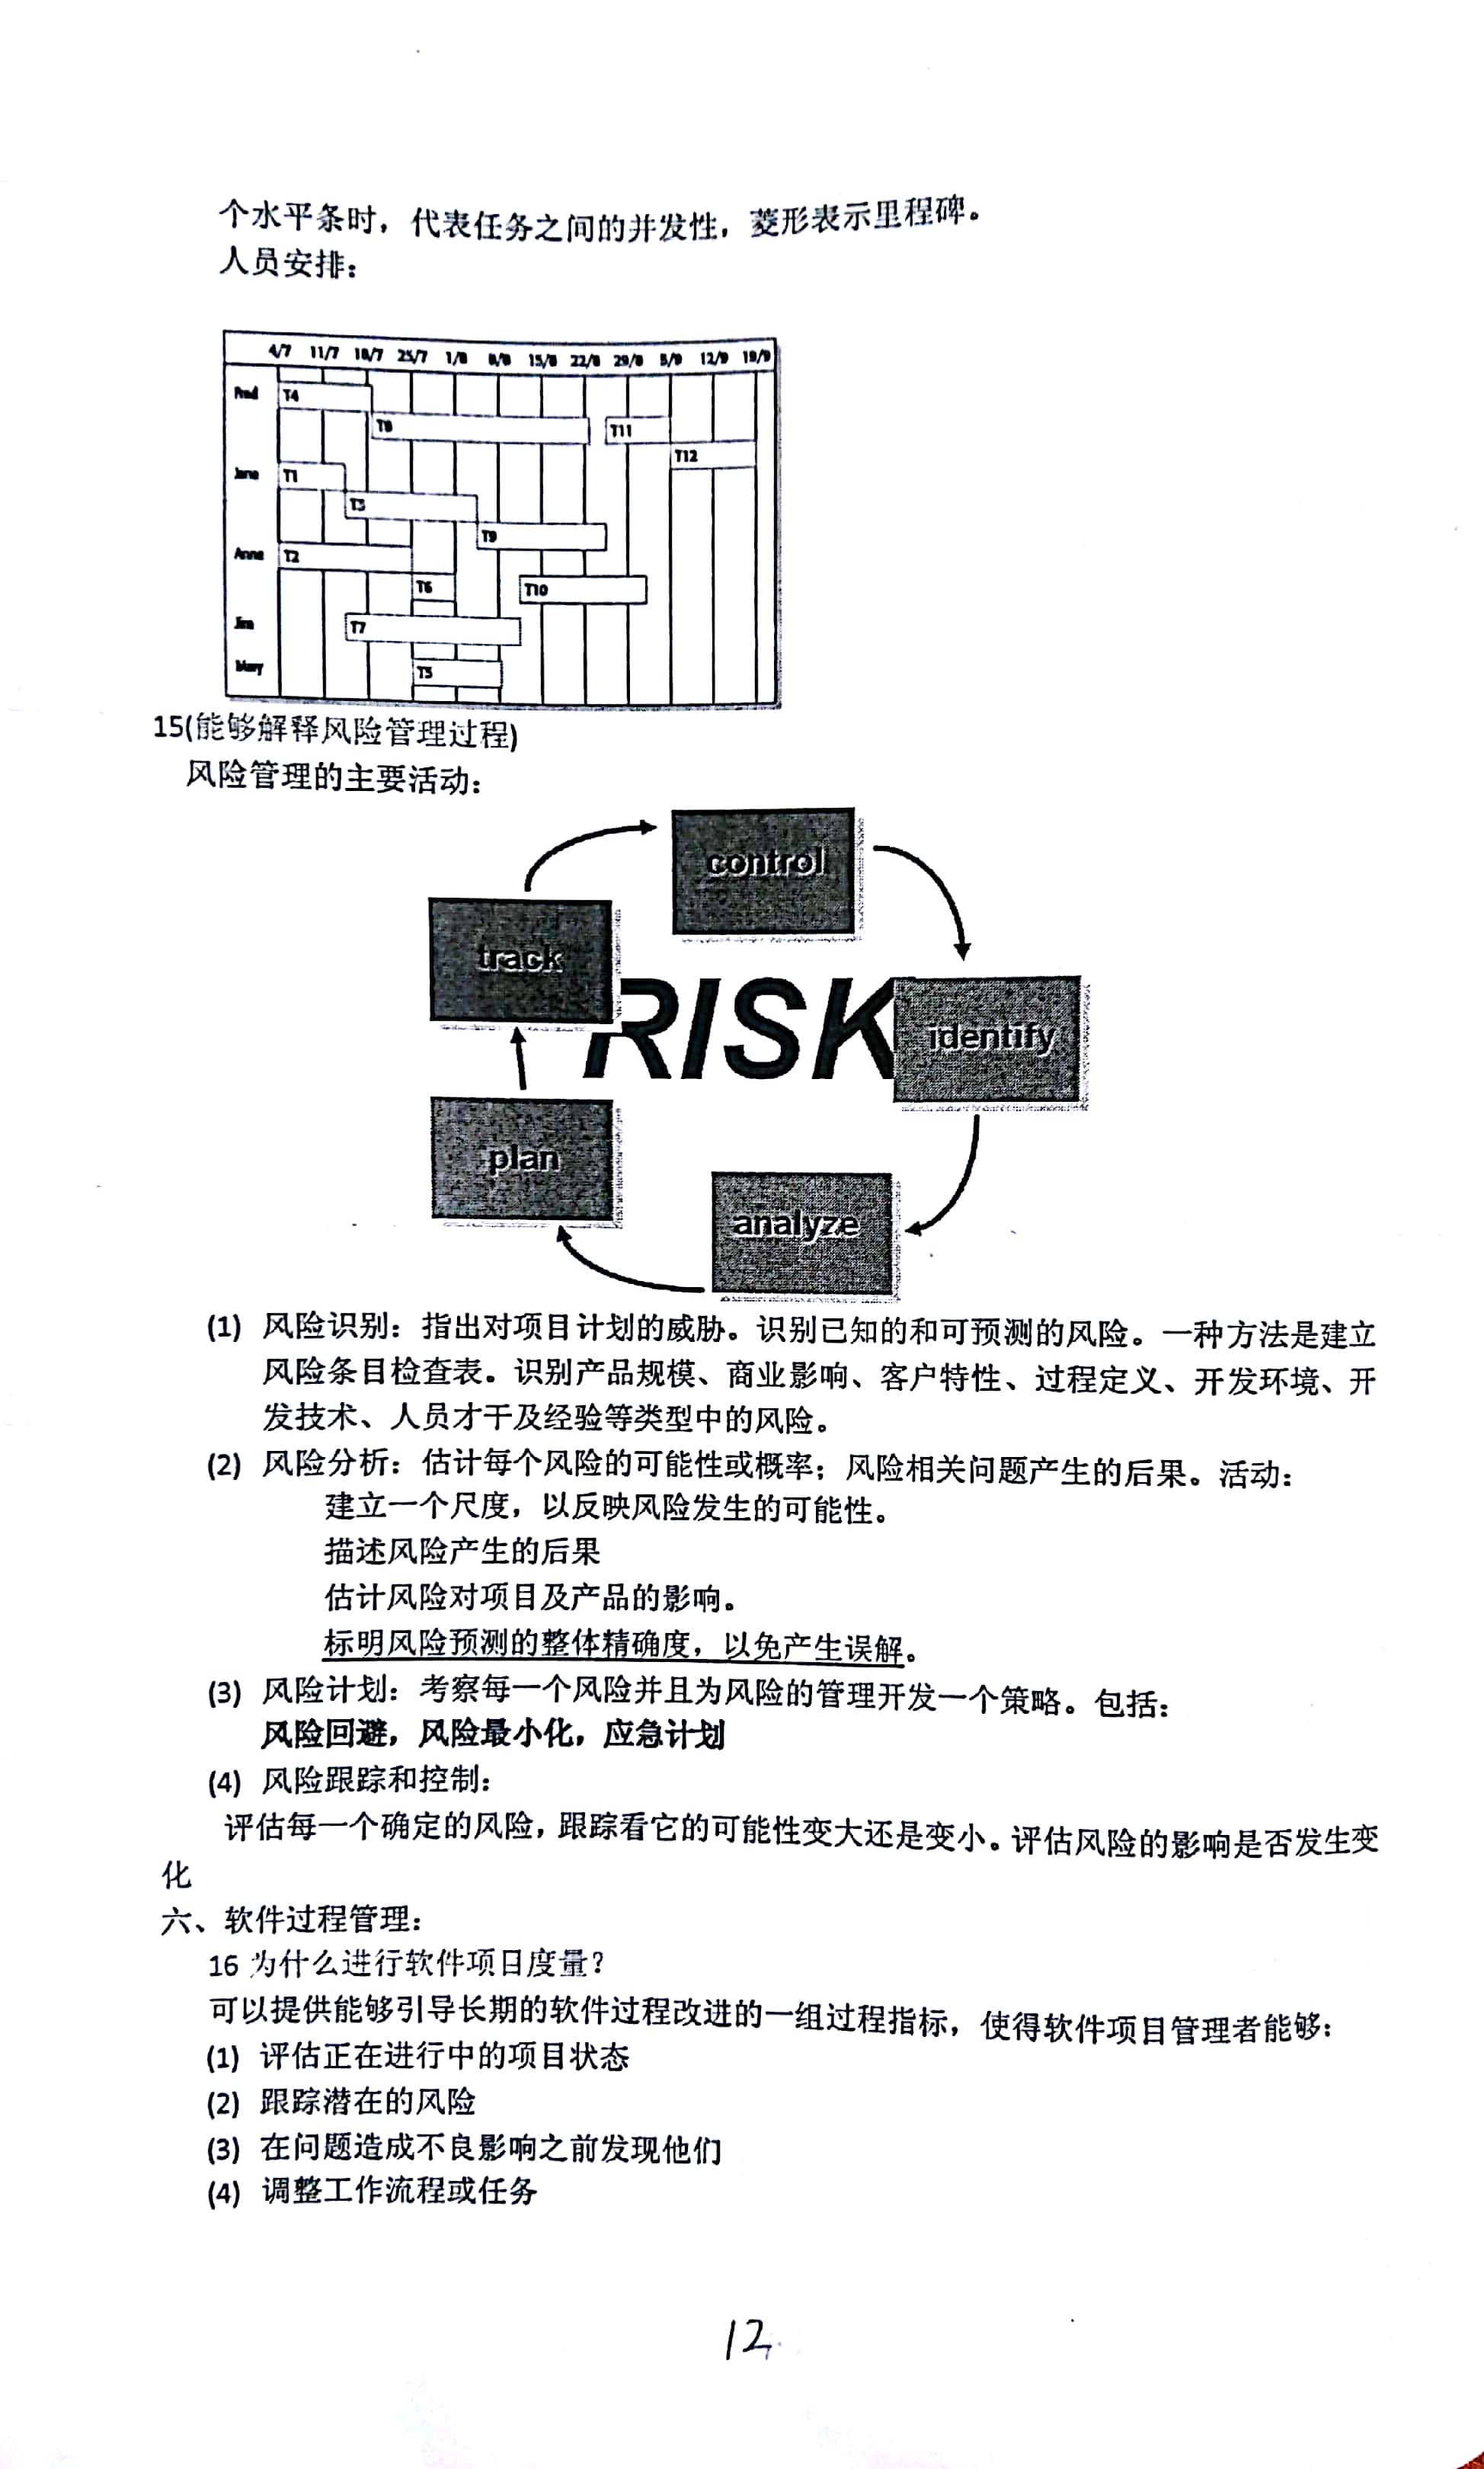 个水平条时，代表任务之间的并发性，菱形表示里程碑。
人员安排：
4/7 11/7 18/7 25/7 1/8 8/8 15/8 22/8 29/8 5/9 12/9 19/9
Fred T4
T8 T11
T12
Jane T1
T3
T9
Anne T2
T6 T10
Jim T7
Mary T5
15(能够解释风险管理过程)
风险管理的主要活动：
control
track
RISK
identify
plan
analyze
(1) 风险识别：指出对项目计划的威胁。识别已知的和可预测的风险。一种方法是建立
风险条目检查表。识别产品规模、商业影响、客户特性、过程定义、开发环境、开
发技术、人员才干及经验等类型中的风险。
(2) 风险分析：估计每个风险的可能性或概率；风险相关问题产生的后果。活动：
建立一个尺度，以反映风险发生的可能性。
描述风险产生的后果
估计风险对项目及产品的影响。
标明风险预测的整体精确度，以免产生误解。
(3) 风险计划：考察每一个风险并且为风险的管理开发一个策略。包括：
风险回避，风险最小化，应急计划
(4) 风险跟踪和控制：
评估每一个确定的风险，跟踪看它的可能性变大还是变小。评估风险的影响是否发生变
化
六、软件过程管理：
16 为什么进行软件项目度量？
可以提供能够引导长期的软件过程改进的一组过程指标，使得软件项目管理者能够：
(1) 评估正在进行中的项目状态
(2) 跟踪潜在的风险
(3) 在问题造成不良影响之前发现他们
(4) 调整工作流程或任务
12